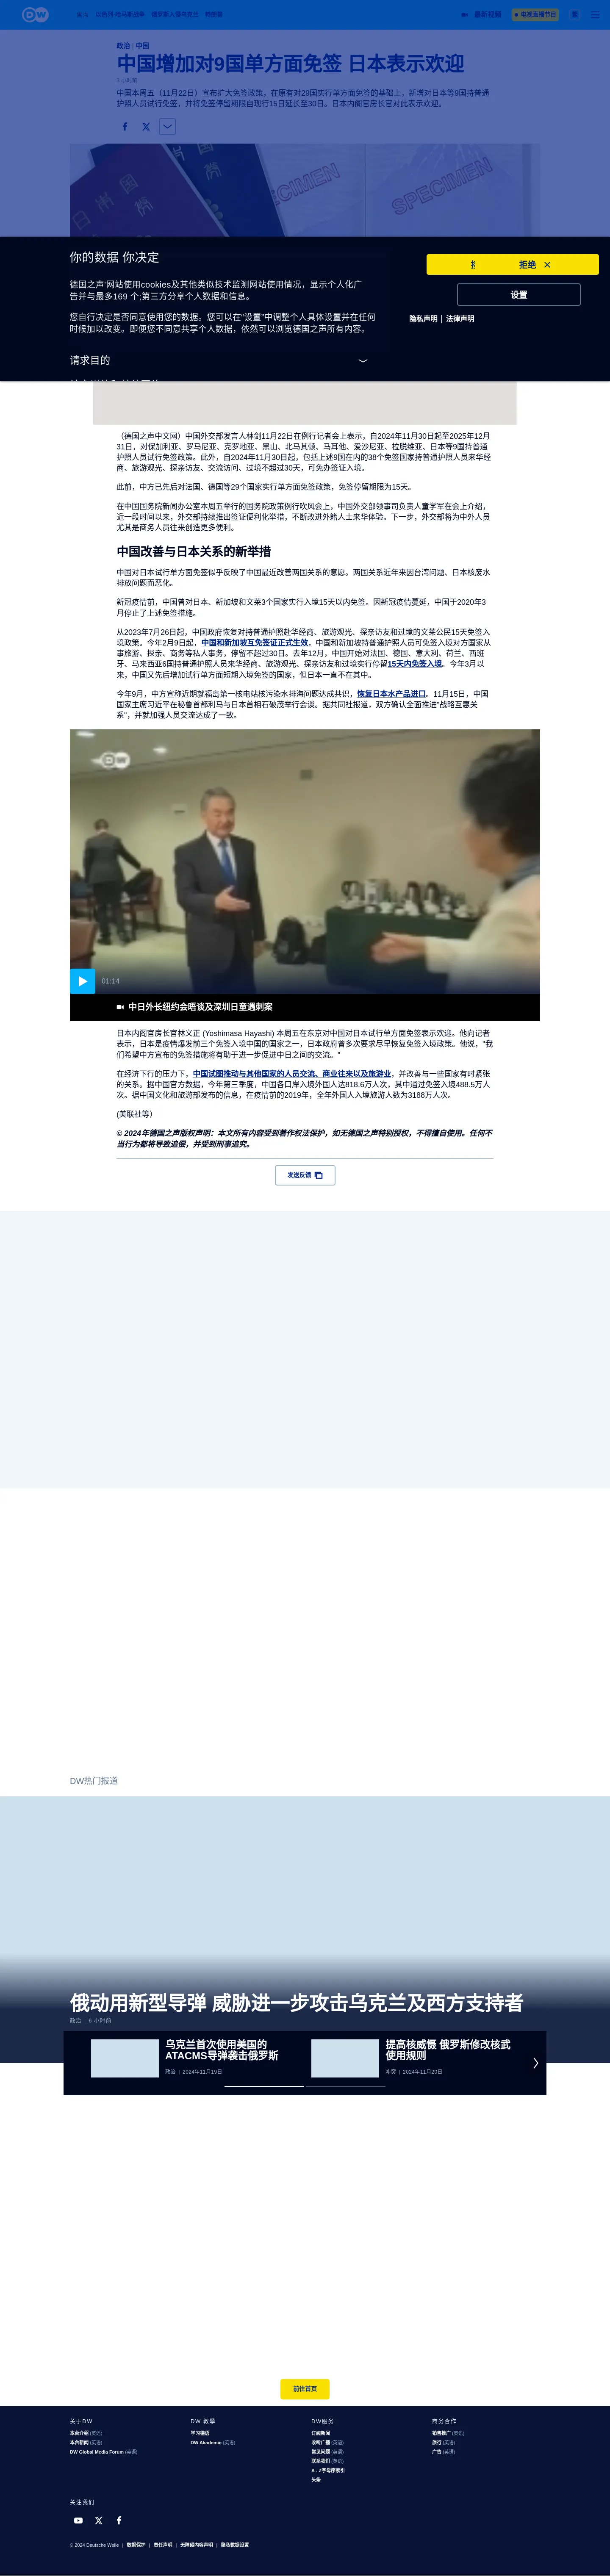 DW
以色列-哈马斯战争
俄罗斯入侵乌克兰
最新视频
电视直播节目
繁
政治 | 中国
中国增加对9国单方面免签 日本表示欢迎
中国本周五（11月22日）宣布扩大免签政策，在原有对29国实行单方面免签的基础上，新增对日本等9国持普通
护照人员试行免签，并将免签停留期限自现行15日延长至30日。日本内阁官房长官对此表示欢迎。
SPECIMEN
SPECIMEN
你的数据 你决定
德国之声"网站使用cookies及其他类似技术监测网站使用情况，显示个人化广
告并与最多169 个;第三方分享个人数据和信息。
您自行决定是否同意使用您的数据。您可以在"设置"中调整个人具体设置并在任何
时候加以改变。即便您不同意共享个人数据，依然可以浏览德国之声所有内容。
请求目的
拒绝
设置
隐私声明 | 法律声明
（德国之声中文网）中国外交部发言人林剑11月22日在例行记者会上表示，自2024年11月30日起至2025年12月
31日，对保加利亚、罗马尼亚、克罗地亚、黑山、北马其顿、马耳他、爱沙尼亚、拉脱维亚、日本等9国持普通
护照人员试行免签政策。此外，自2024年11月30日起，包括上述9国在内的38个免签国家持普通护照人员来华经
商、旅游观光、探亲访友、交流访问、过境不超过30天，可免办签证入境。
此前，中方已先后对法国、德国等29个国家实行单方面免签政策，免签停留期限为15天。
在中国国务院新闻办公室本周五举行的国务院政策例行吹风会上，中国外交部领事司负责人童学军在会上介绍，
近一段时间以来，外交部持续推出签证便利化举措，不断改进外籍人士来华体验。下一步，外交部将为中外人员
尤其是商务人员往来创造更多便利。
中国改善与日本关系的新举措
中国对日本试行单方面免签似乎反映了中国最近改善两国关系的意愿。两国关系近年来因台湾问题、日本核废水
排放问题而恶化。
新冠疫情前，中国曾对日本、新加坡和文莱3个国家实行入境15天以内免签。因新冠疫情蔓延，中国于2020年3
月停止了上述免签措施。
从2023年7月26日起，中国政府恢复对持普通护照赴华经商、旅游观光、探亲访友和过境的文莱公民15天免签入
境政策。今年2月9日起，中国和新加坡互免签证正式生效，中国和新加坡持普通护照人员可免签入境对方国家从
事旅游、探亲、商务等私人事务，停留不超过30日。去年12月，中国开始对法国、德国、意大利、荷兰、西班
牙、马来西亚6国持普通护照人员来华经商、旅游观光、探亲访友和过境实行停留15天内免签入境。今年3月以
来，中国又先后增加试行单方面短期入境免签的国家，但日本一直不在其中。
今年9月，中方宣称近期就福岛第一核电站核污染水排海问题达成共识，恢复日本水产品进口。11月15日，中国
国家主席习近平在秘鲁首都利马与日本首相石破茂举行会谈。据共同社报道，双方确认全面推进"战略互惠关
系"，并就加强人员交流达成了一致。
DW
01:14
中日外长纽约会晤谈及深圳日童遇刺案
日本内阁官房长官林义正 (Yoshimasa Hayashi) 本周五在东京对中国对日本试行单方面免签表示欢迎。他向记者
表示，日本是疫情爆发前三个免签入境中国的国家之一，日本政府曾多次要求尽早恢复免签入境政策。他说，"我
们希望中方宣布的免签措施将有助于进一步促进中日之间的交流。"
在经济下行的压力下，中国试图推动与其他国家的人员交流、商业往来以及旅游业，并改善与一些国家有时紧张
的关系。据中国官方数据，今年第三季度，中国各口岸入境外国人达818.6万人次，其中通过免签入境488.5万人
次。据中国文化和旅游部发布的信息，在疫情前的2019年，全年外国人入境旅游人数为3188万人次。
(美联社等）
© 2024年德国之声版权声明：本文所有内容受到著作权法保护，如无德国之声特别授权，不得擅自使用。任何不
当行为都将导致追偿，并受到刑事追究。
发送反馈
DW热门报道
俄动用新型导弹 威胁进一步攻击乌克兰及西方支持者
政治 | 6 小时前
乌克兰首次使用美国的
ATACMS导弹袭击俄罗斯
政治 | 2024年11月19日
提高核威慑 俄罗斯修改核武
使用规则
冲突 | 2024年11月20日
前往首页
关于DW
本台介绍 (英语)
本台新闻 (英语)
DW Global Media Forum (英语)
DW 教學
学习德语
DW Akademie (英语)
DW服务
订阅新闻
收听广播 (英语)
常见问题 (英语)
联系我们 (英语)
A - Z字母序索引
头条
商务合作
销售推广 (英语)
旅行 (英语)
广告 (英语)
关注我们
© 2024 Deutsche Welle | 数据保护 | 责任声明 | 无障碍内容声明 | 隐私数据设置